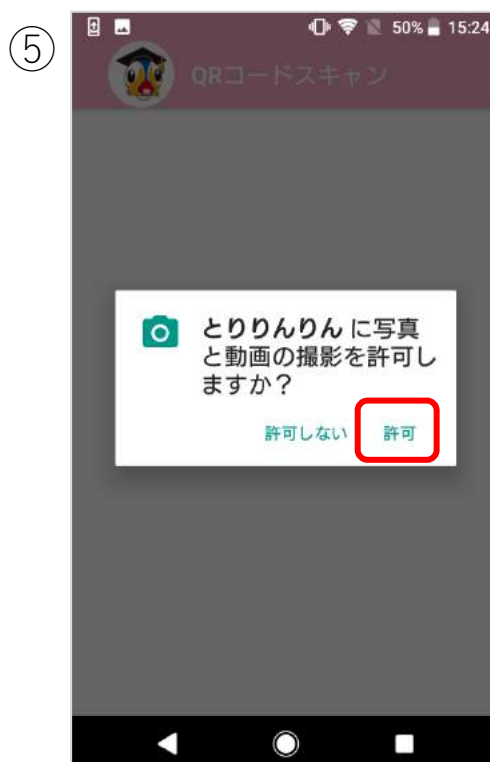 ⑤
50% 15:24
QRコードスキャン
とりりんりん に写真
と動画の撮影を許可し
ますか？
許可しない 許可